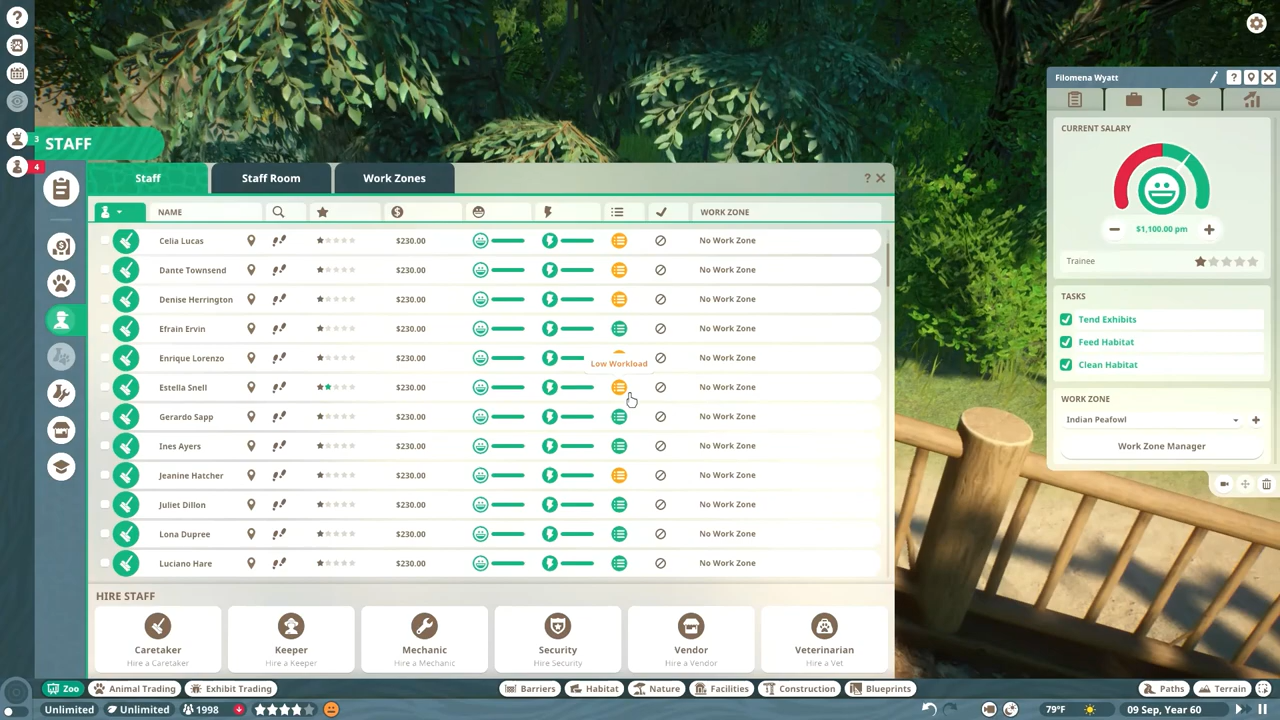 Filomena Wyatt
?
?
CURRENT SALARY
$1,100.00 pm
Trainee
TASKS
Tend Exhibits
Feed Habitat
Clean Habitat
WORK ZONE
Indian Peafowl
Work Zone Manager
3
4
STAFF
Staff
Staff Room
Work Zones
?
NAME
WORK ZONE
Celia Lucas $230.00 No Work Zone
Dante Townsend $230.00 No Work Zone
Denise Herrington $230.00 No Work Zone
Efrain Ervin $230.00 No Work Zone
Enrique Lorenzo $230.00 No Work Zone
Low Workload
Estella Snell $230.00 No Work Zone
Gerardo Sapp $230.00 No Work Zone
Ines Ayers $230.00 No Work Zone
Jeanine Hatcher $230.00 No Work Zone
Juliet Dillon $230.00 No Work Zone
Lona Dupree $230.00 No Work Zone
Luciano Hare $230.00 No Work Zone
HIRE STAFF
Caretaker
Hire a Caretaker
Keeper
Hire a Keeper
Mechanic
Hire a Mechanic
Security
Hire Security
Vendor
Hire a Vendor
Veterinarian
Hire a Vet
Zoo
Animal Trading
Exhibit Trading
Barriers
Habitat
Nature
Facilities
Construction
Blueprints
Paths
Terrain
Unlimited
Unlimited
1998
79°F
09 Sep, Year 60